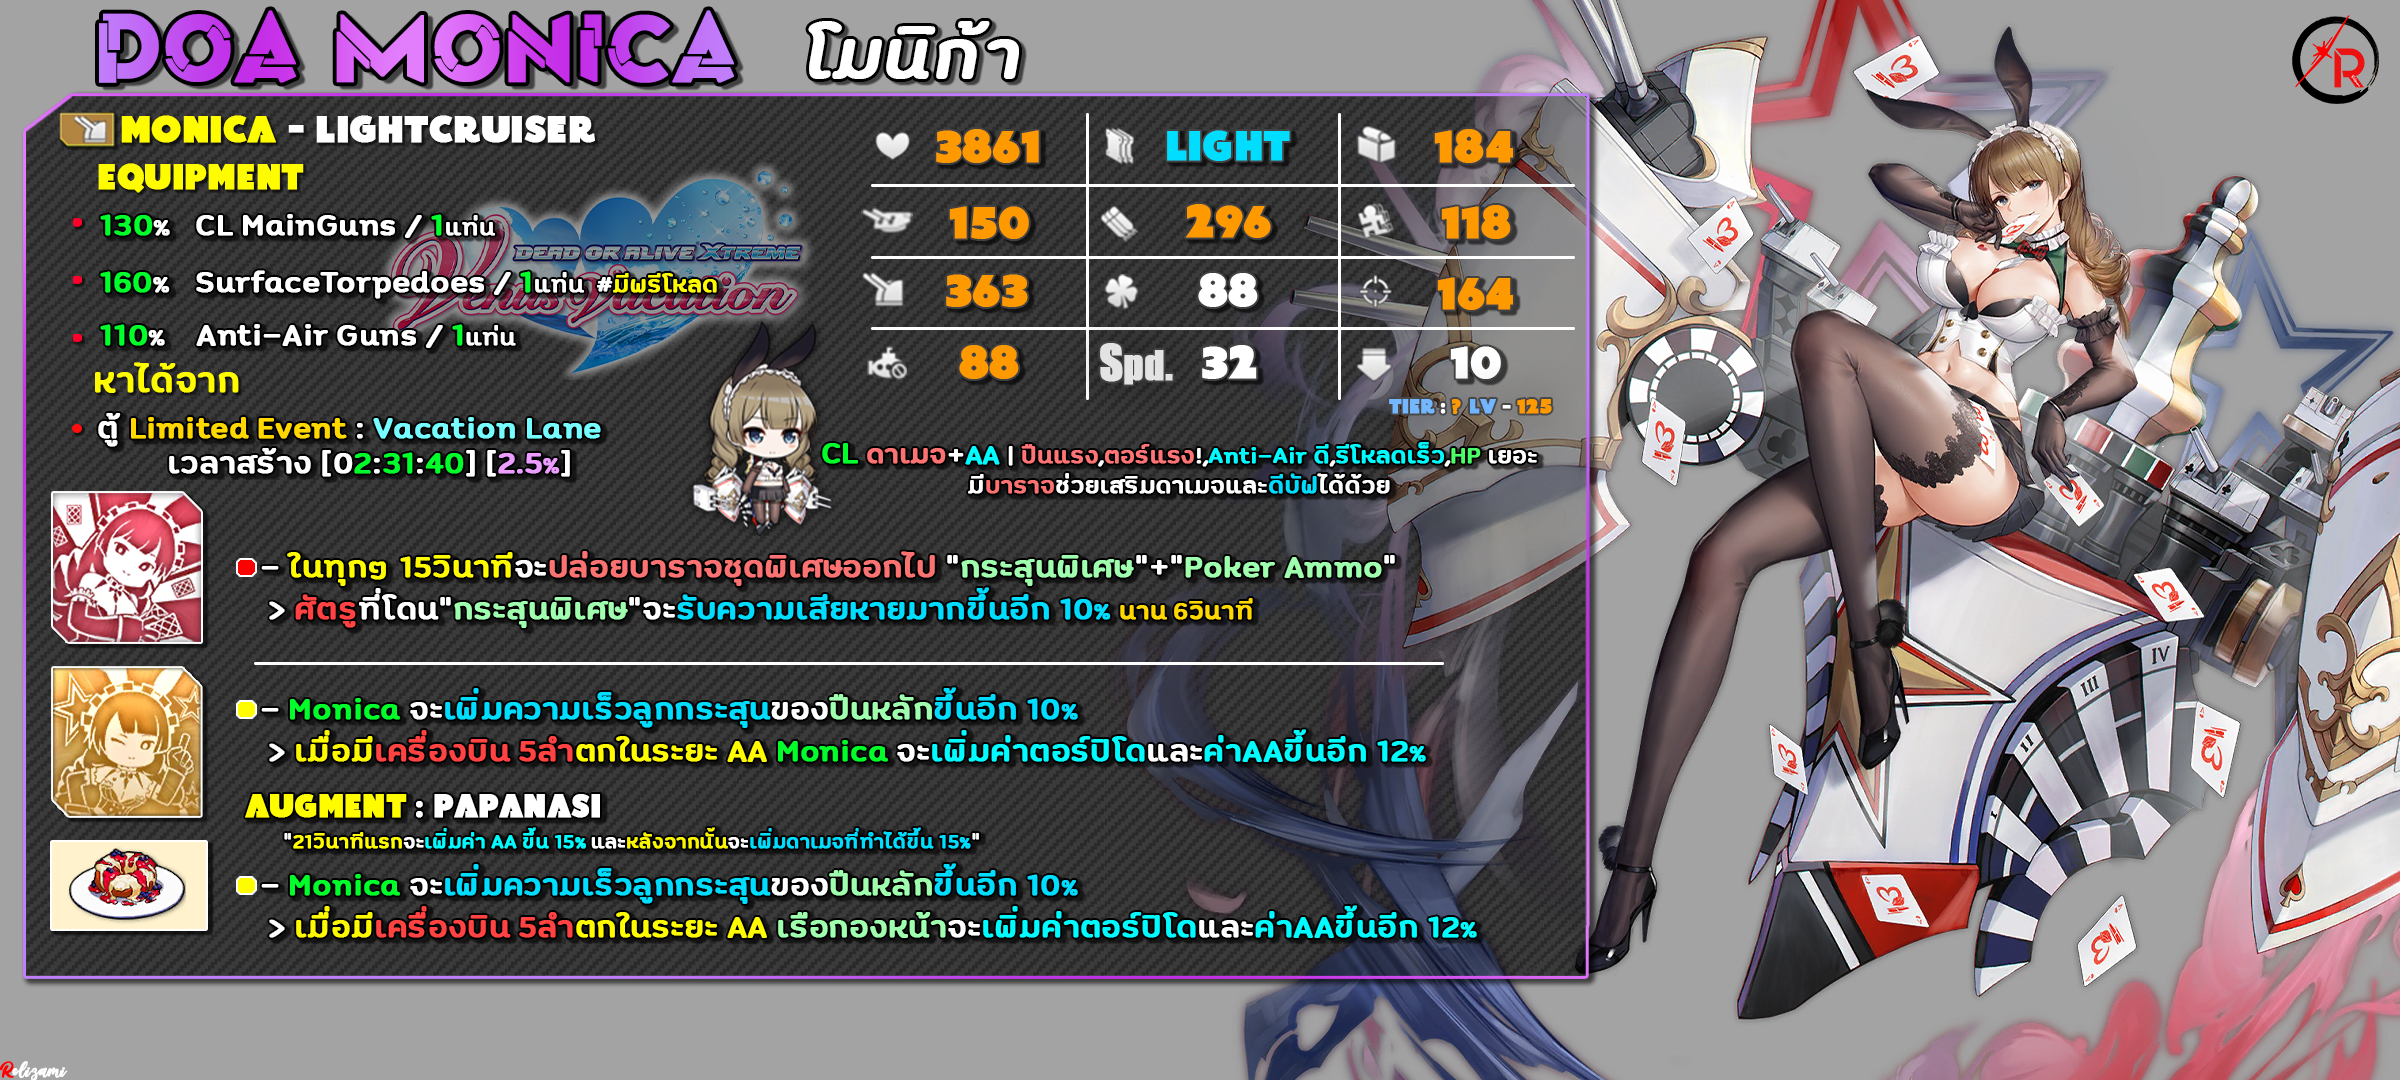 DOA MONICA โมนิก้า
MONICA - LIGHTCRUISER
EQUIPMENT
130% CL MainGuns / 1แท่น
160% SurfaceTorpedoes / 1แท่น #มีพรีโหลด
110% Anti-Air Guns / 1แท่น
DEAD OR ALIVE XTREME
Venus Vacation
หาได้จาก
ตู้ Limited Event : Vacation Lane
เวลาสร้าง [02:31:40] [2.5%]
3861 LIGHT 184
150 296 118
363 88 164
88 Spd. 32 10
TIER : ? LV - 125
CL ดาเมจ+AA | ปืนแรง,ตอร์แรง!,Anti-Air ดี,รีโหลดเร็ว,HP เยอะ
มีบาราจช่วยเสริมดาเมจและดีบัฟได้ด้วย
– ในทุกๆ 15วินาทีจะปล่อยบาราจชุดพิเศษออกไป "กระสุนพิเศษ"+"Poker Ammo"
> ศัตรูที่โดน"กระสุนพิเศษ"จะรับความเสียหายมากขึ้นอีก 10% นาน 6วินาที
– Monica จะเพิ่มความเร็วลูกกระสุนของปืนหลักขึ้นอีก 10%
> เมื่อมีเครื่องบิน 5ลำตกในระยะ AA Monica จะเพิ่มค่าตอร์ปิโดและค่าAAขึ้นอีก 12%
AUGMENT : PAPANASI
"21วินาทีแรกจะเพิ่มค่า AA ขึ้น 15% และหลังจากนั้นจะเพิ่มดาเมจที่ทำได้ขึ้น 15%"
– Monica จะเพิ่มความเร็วลูกกระสุนของปืนหลักขึ้นอีก 10%
> เมื่อมีเครื่องบิน 5ลำตกในระยะ AA เรือกองหน้าจะเพิ่มค่าตอร์ปิโดและค่าAAขึ้นอีก 12%
R
I
II
III
IV
Relizami